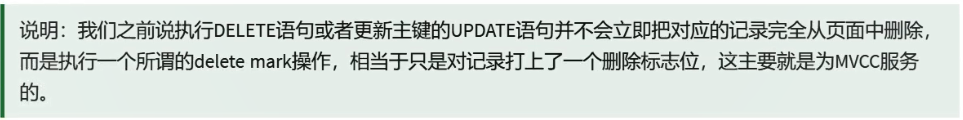 说明：我们之前说执行DELETE语句或者更新主键的UPDATE语句并不会立即把对应的记录完全从页面中删除，
而是执行一个所谓的delete mark操作，相当于只是对记录打上了一个删除标志位，这主要就是为MVCC服务
的。